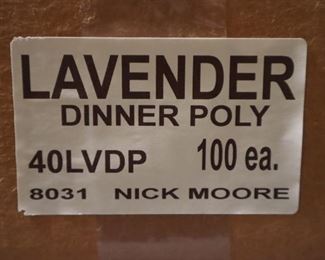 LAVENDER
DINNER POLY
40LVDP 100 ea.
8031 NICK MOORE